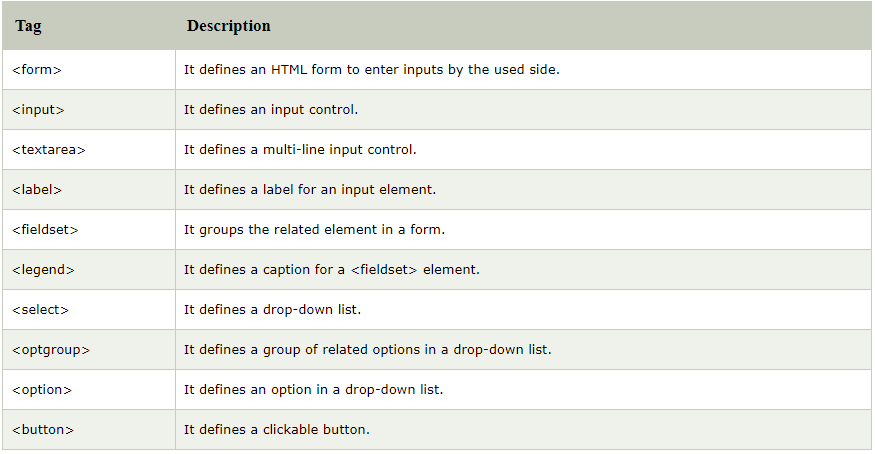 Tag Description
<form> It defines an HTML form to enter inputs by the used side.
<input> It defines an input control.
<textarea> It defines a multi-line input control.
<label> It defines a label for an input element.
<fieldset> It groups the related element in a form.
<legend> It defines a caption for a <fieldset> element.
<select> It defines a drop-down list.
<optgroup> It defines a group of related options in a drop-down list.
<option> It defines an option in a drop-down list.
<button> It defines a clickable button.